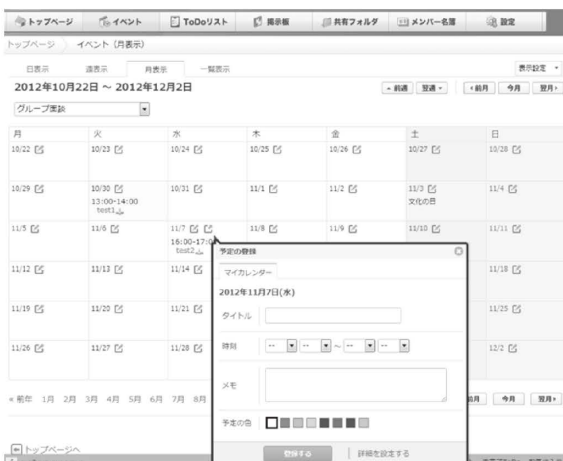 トップページ イベント ToDoリスト 掲示板 共有フォルダ メンバー名簿 設定
トップページ イベント（月表示）
日表示 週表示 月表示 一覧表示 表示設定
2012年10月22日 ～ 2012年12月2日 前週 翌週 前月 今月 翌月
グループ面談
月 火 水 木 金 土 日
10/22 10/23 10/24 10/25 10/26 10/27 10/28
10/29 10/30 10/31 11/1 11/2 11/3 11/4
13:00-14:00 文化の日
test1
11/5 11/6 11/7 11/8 11/9 11/10 11/11
16:00-17:0
test2
予定の登録
11/12 11/13 11/14 11/18
マイカレンダー
2012年11月7日(水)
11/19 11/20 11/21 11/25
タイトル
時刻 -- -- ～ -- --
11/26 11/27 11/28 12/2
メモ
« 前年 1月 2月 3月 4月 5月 6月 7月 8月 前月 今月 翌月
予定の色
トップページへ
登録する 詳細を設定する